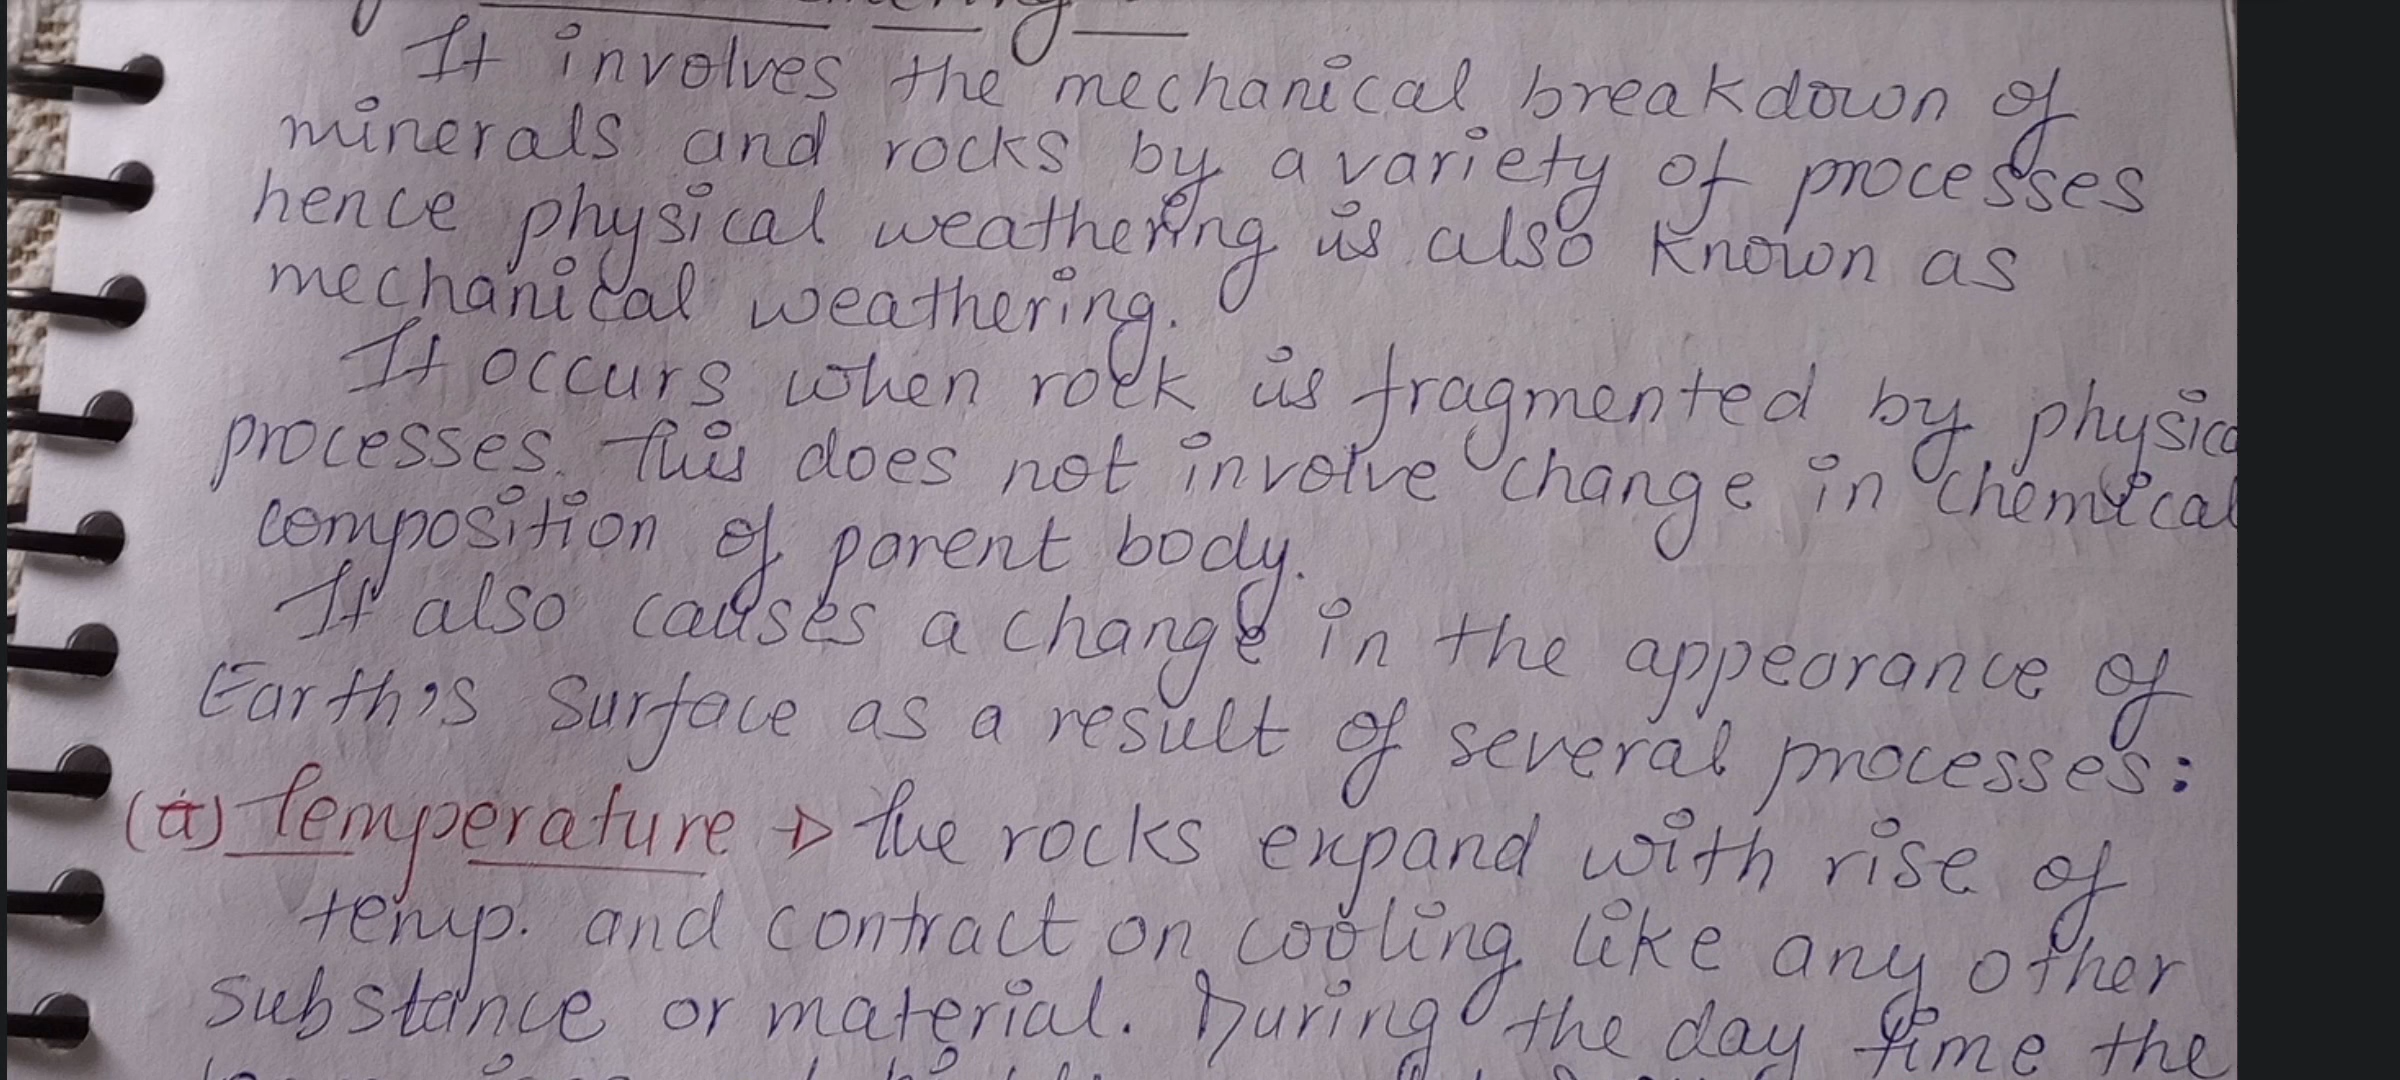 It involves the mechanical breakdown of
minerals and rocks by a variety of processes
hence physical weathering is also known as
mechanical weathering.
It occurs when rock is fragmented by
processes. This does not involve change in chemical
composition of parent body.
It also causes a change in the appearance of
Earth's Surface as a result of several processes:
(a) Temperature → The rocks expand with rise of
temp. and contract on cooling like any other
substance or material. During the day time the